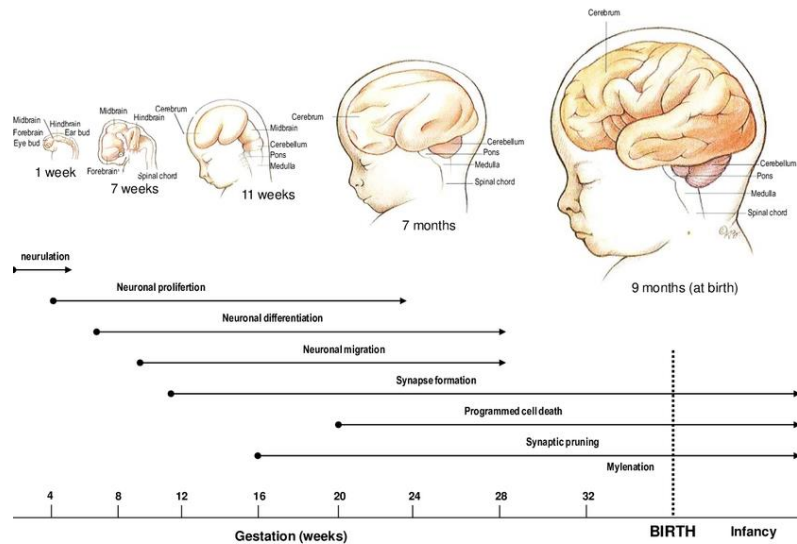 Midbrain
Hindbrain
Forebrain
Ear bud
Eye bud
1 week
Midbrain
Hindbrain
Forebrain
Spinal chord
7 weeks
Cerebrum
Midbrain
Cerebellum
Pons
Medulla
11 weeks
Cerebrum
Cerebellum
Pons
Medulla
Spinal chord
7 months
Cerebrum
Cerebellum
Pons
Medulla
Spinal chord
9 months (at birth)
neurulation
Neuronal prolifertion
Neuronal differentiation
Neuronal migration
Synapse formation
Programmed cell death
Synaptic pruning
Mylenation
4 8 12 16 20 24 28 32
Gestation (weeks) BIRTH Infancy